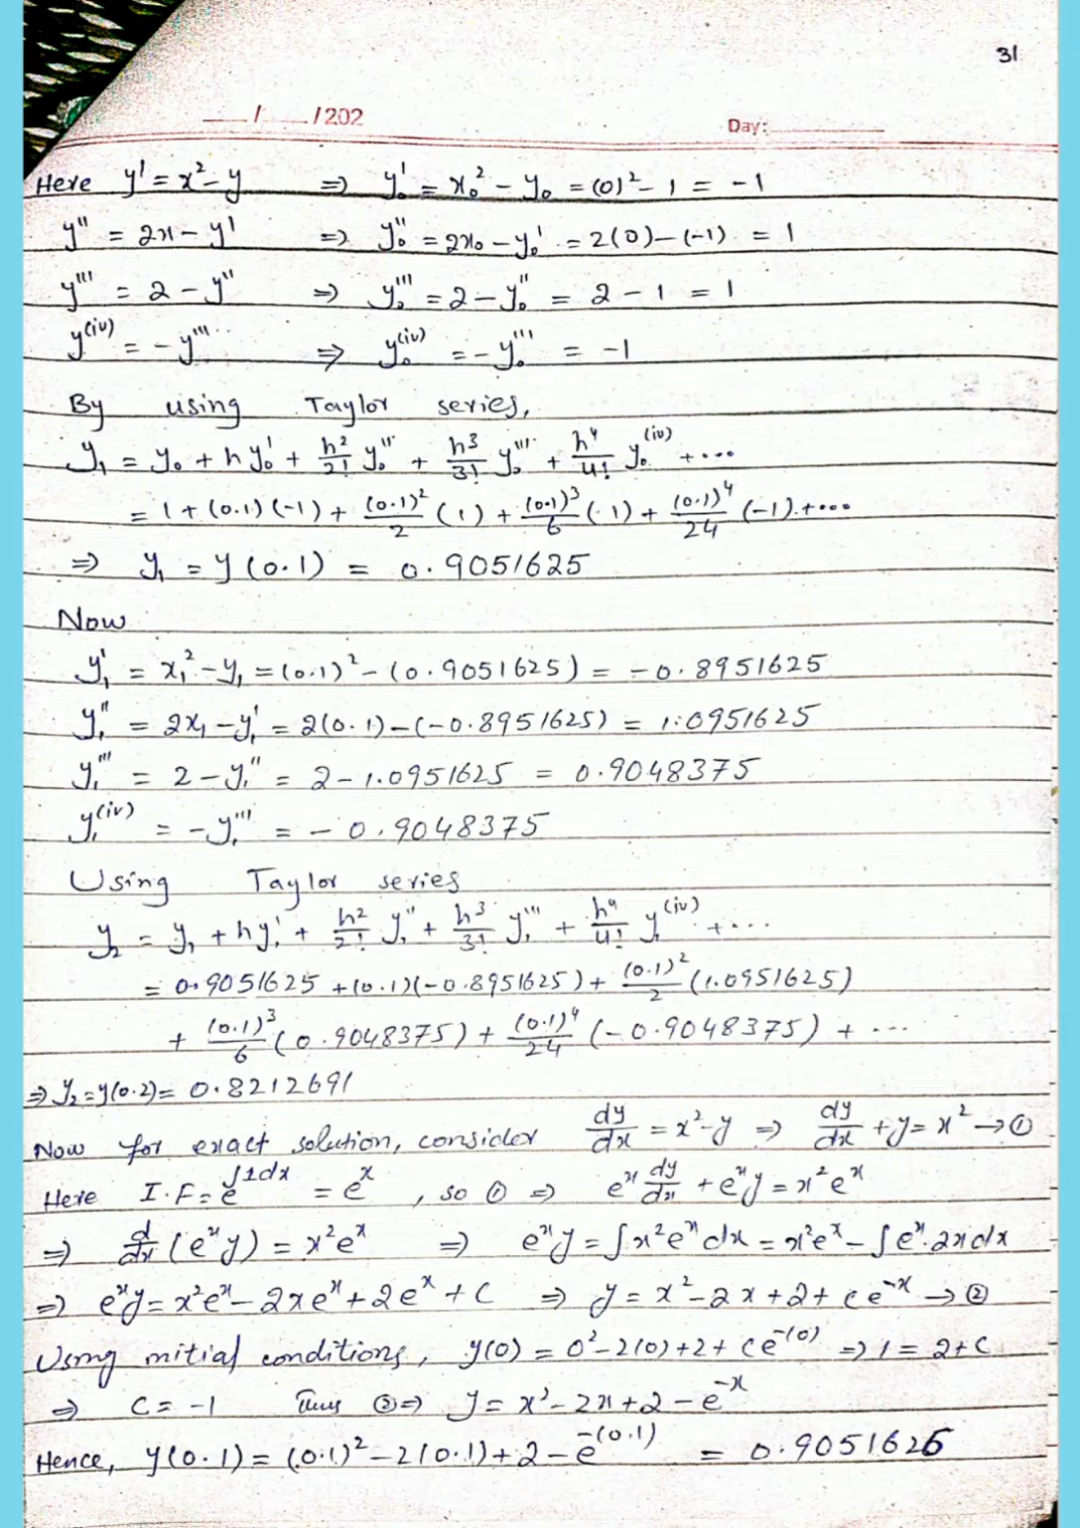 31
/ /202
Day:
Here y' = x² - y ⇒ y₀' = x₀² - y₀ = (0)² - 1 = -1
y'' = 2x - y' ⇒ y₀'' = 2x₀ - y₀' = 2(0) - (-1) = 1
y''' = 2 - y'' ⇒ y₀''' = 2 - y₀'' = 2 - 1 = 1
y⁽ⁱᵛ⁾ = - y''' ⇒ y₀⁽ⁱᵛ⁾ = - y₀''' = -1
By using Taylor series,
y₁ = y₀ + h y₀' + h²/2! y₀'' + h³/3! y₀''' + h⁴/4! y₀⁽ⁱᵛ⁾ + ...
= 1 + (0.1)(-1) + (0.1)²/2 (1) + (0.1)³/6 (1) + (0.1)⁴/24 (-1) + ...
⇒ y₁ = y(0.1) = 0.9051625
Now
y₁' = x₁² - y₁ = (0.1)² - (0.9051625) = -0.8951625
y₁'' = 2x₁ - y₁' = 2(0.1) - (-0.8951625) = 1.0951625
y₁''' = 2 - y₁'' = 2 - 1.0951625 = 0.9048375
y₁⁽ⁱᵛ⁾ = - y₁''' = - 0.9048375
Using Taylor series
y₂ = y₁ + h y₁' + h²/2! y₁'' + h³/3! y₁''' + h⁴/4! y₁⁽ⁱᵛ⁾ + ...
= 0.9051625 + (0.1)(-0.8951625) + (0.1)²/2 (1.0951625)
+ (0.1)³/6 (0.9048375) + (0.1)⁴/24 (-0.9048375) + ...
⇒ y₂ = y(0.2) = 0.8212691
Now for exact solution, consider dy/dx = x² - y ⇒ dy/dx + y = x² → ①
Here I.F = e^∫1dx = eˣ, so ① ⇒ eˣ dy/dx + eˣy = x²eˣ
⇒ d/dx (eˣy) = x²eˣ ⇒ eˣy = ∫x²eˣ dx = x²eˣ - ∫eˣ.2x dx
⇒ eˣy = x²eˣ - 2xeˣ + 2eˣ + C ⇒ y = x² - 2x + 2 + ce⁻ˣ → ②
Using initial conditions, y(0) = 0² - 2(0) + 2 + Ce⁻⁽⁰⁾ ⇒ 1 = 2 + C
⇒ C = -1 Thus ② ⇒ y = x² - 2x + 2 - e⁻ˣ
Hence, y(0.1) = (0.1)² - 2(0.1) + 2 - e^-(0.1) = 0.9051626